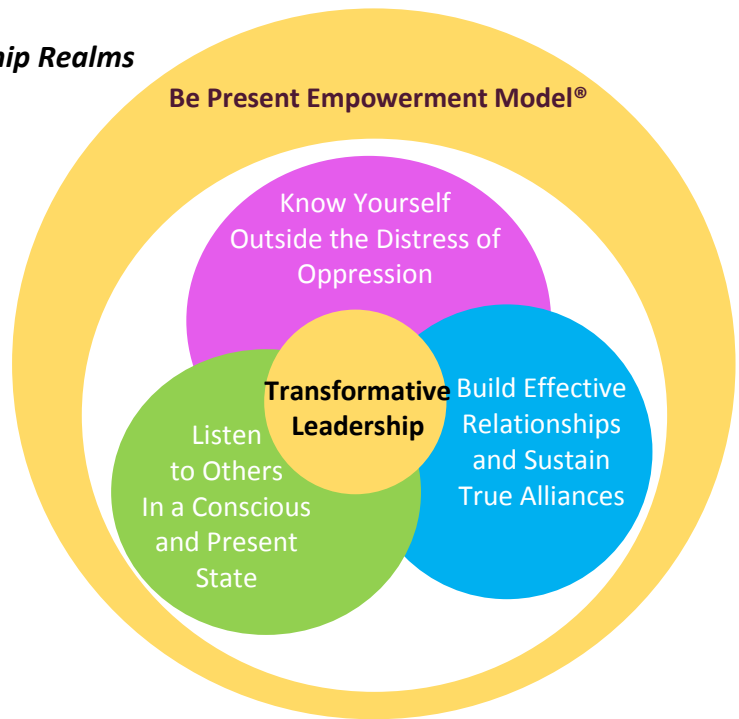 Realms
Be Present Empowerment Model®
Know Yourself
Outside the Distress of
Oppression
Transformative
Leadership
Build Effective
Relationships
and Sustain
True Alliances
Listen
to Others
In a Conscious
and Present
State